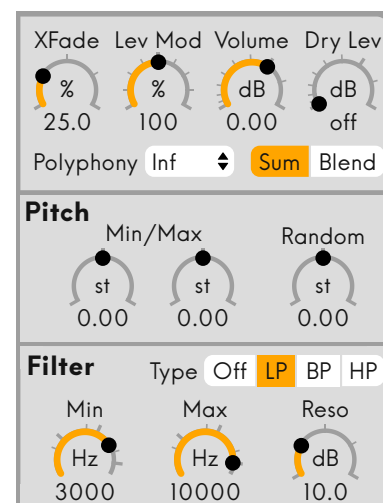 XFade Lev Mod Volume Dry Lev
% % dB dB
25.0 100 0.00 off
Polyphony Inf Sum Blend
Pitch
Min/Max Random
st st st
0.00 0.00 0.00
Filter Type Off LP BP HP
Min Max Reso
Hz Hz dB
3000 10000 10.0